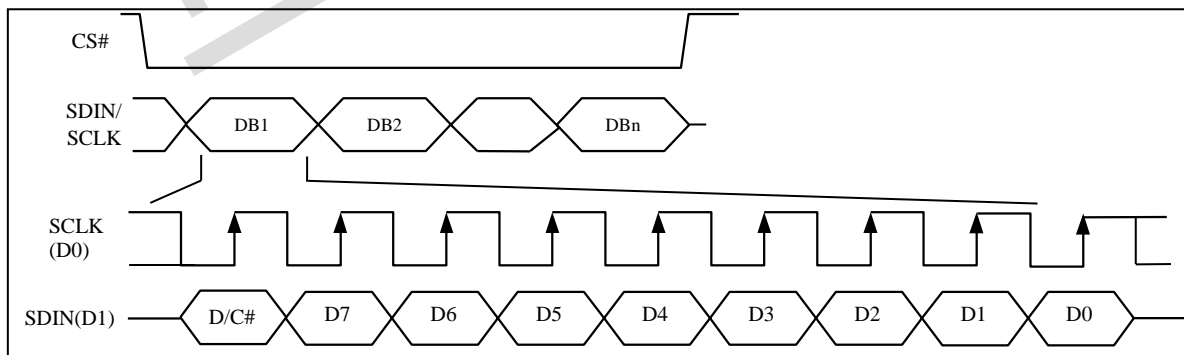 CS#
SDIN/
SCLK
DB1 DB2 DBn
SCLK
(D0)
SDIN(D1) D/C# D7 D6 D5 D4 D3 D2 D1 D0